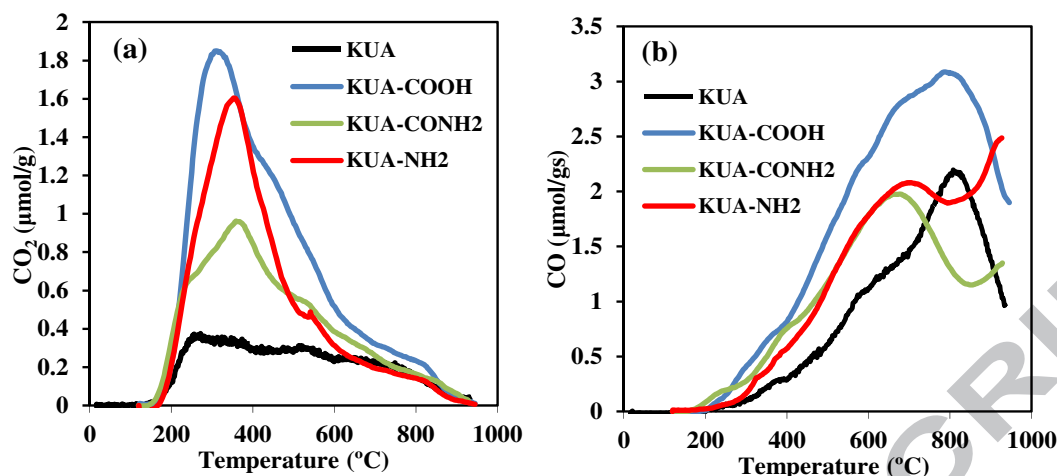 (a)
KUA
KUA-COOH
KUA-CONH2
KUA-NH2
CO₂ (µmol/g)
2
1.8
1.6
1.4
1.2
1
0.8
0.6
0.4
0.2
0
0 200 400 600 800 1000
Temperature (ºC)
(b)
KUA
KUA-COOH
KUA-CONH2
KUA-NH2
CO (µmol/gs)
3.5
3
2.5
2
1.5
1
0.5
0
0 200 400 600 800 1000
Temperature (ºC)